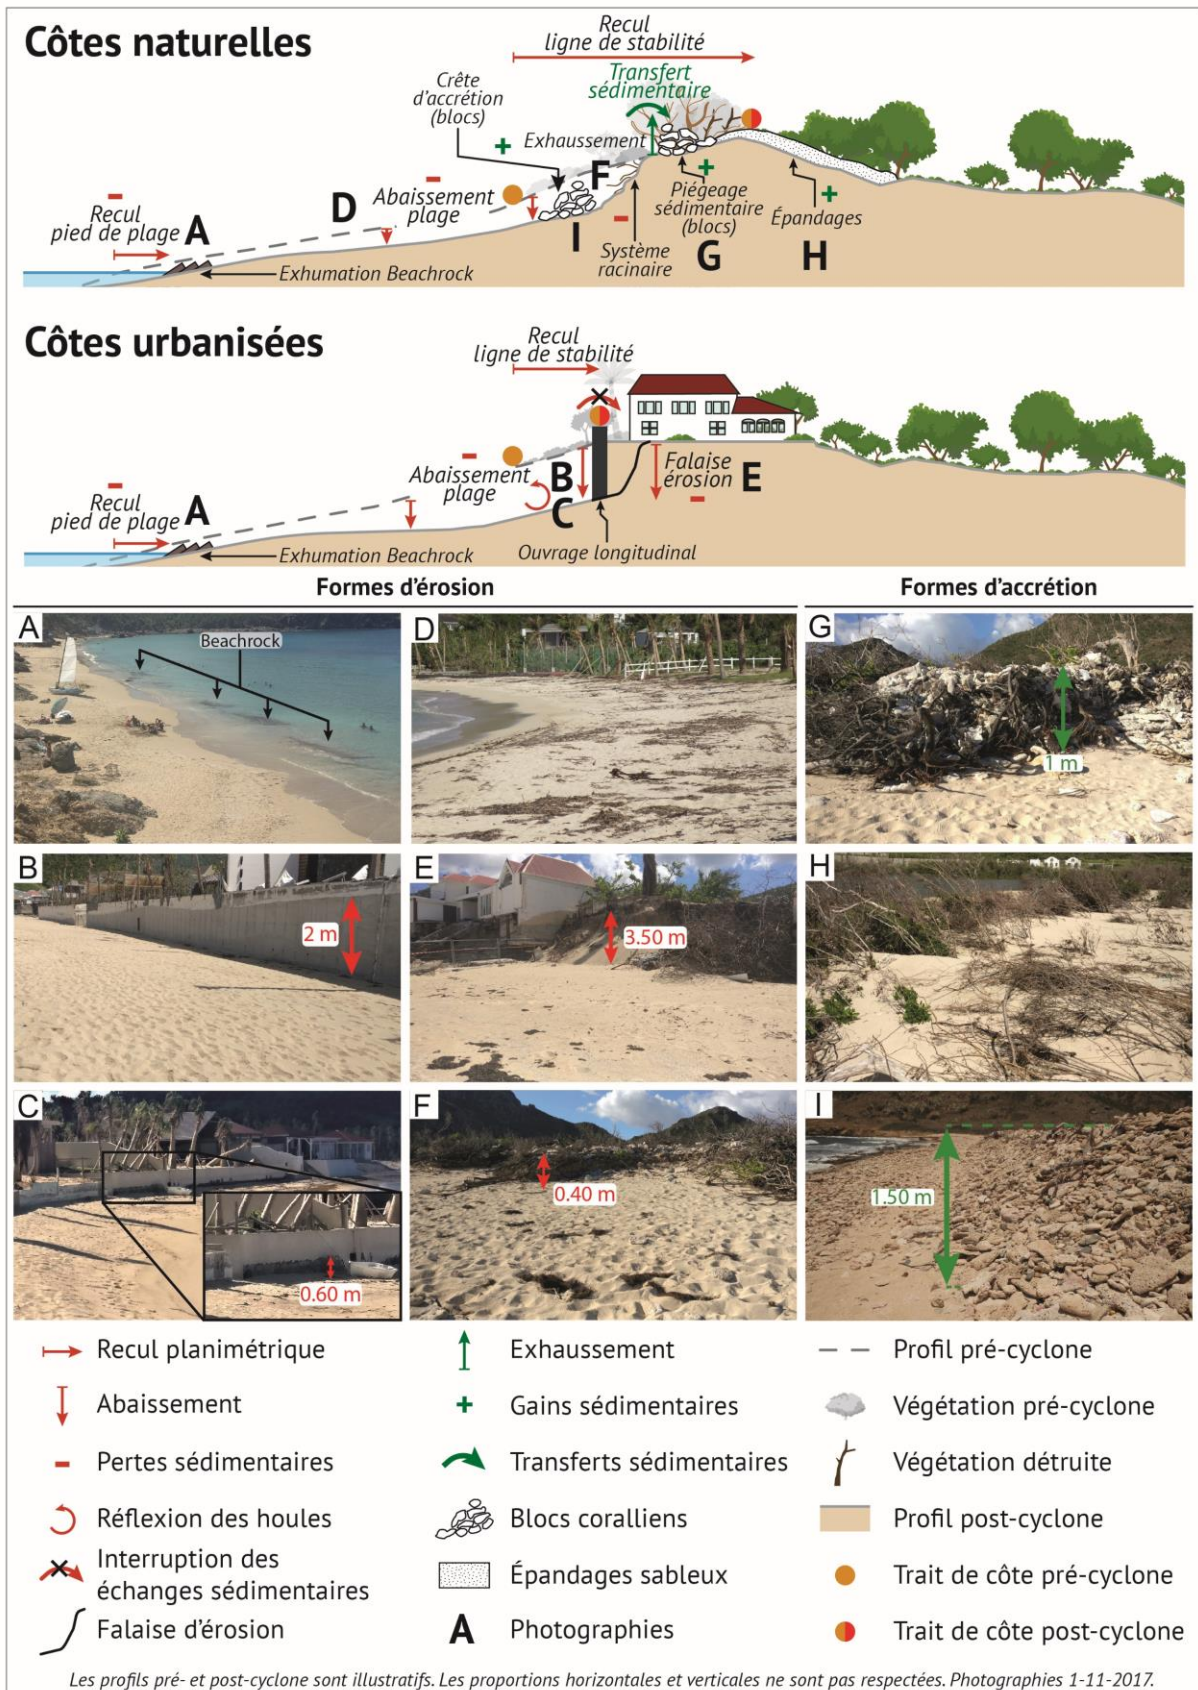 Côtes naturelles
Recul
ligne de stabilité
Transfert
sédimentaire
Crête
d'accrétion
(blocs)
+
Exhaussement
F
-
Abaissement
plage
D
-
Recul
pied de plage
A
Exhumation Beachrock
I
-
Système
racinaire
+
Piégeage
sédimentaire
(blocs)
G
+
Épandages
H
Côtes urbanisées
Recul
ligne de stabilité
-
Abaissement
plage
B
C
Falaise
érosion
-
E
-
Recul
pied de plage
A
Exhumation Beachrock
Ouvrage longitudinal
Formes d'érosion
Formes d'accrétion
A
Beachrock
D
G
1 m
B
2 m
E
3.50 m
H
C
0.60 m
F
0.40 m
I
1.50 m
Recul planimétrique
Abaissement
- Pertes sédimentaires
Réflexion des houles
Interruption des
échanges sédimentaires
Falaise d'érosion
Exhaussement
+ Gains sédimentaires
Transferts sédimentaires
Blocs coralliens
Épandages sableux
A Photographies
Profil pré-cyclone
Végétation pré-cyclone
Végétation détruite
Profil post-cyclone
Trait de côte pré-cyclone
Trait de côte post-cyclone
Les profils pré- et post-cyclone sont illustratifs. Les proportions horizontales et verticales ne sont pas respectées. Photographies 1-11-2017.